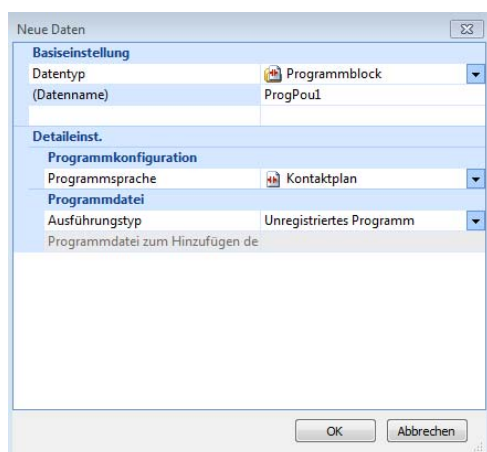 Neue Daten
Basiseinstellung
Datentyp Programmblock
(Datenname) ProgPou1
Detaileinst.
Programmkonfiguration
Programmsprache Kontaktplan
Programmdatei
Ausführungstyp Unregistriertes Programm
Programmdatei zum Hinzufügen de
OK Abbrechen